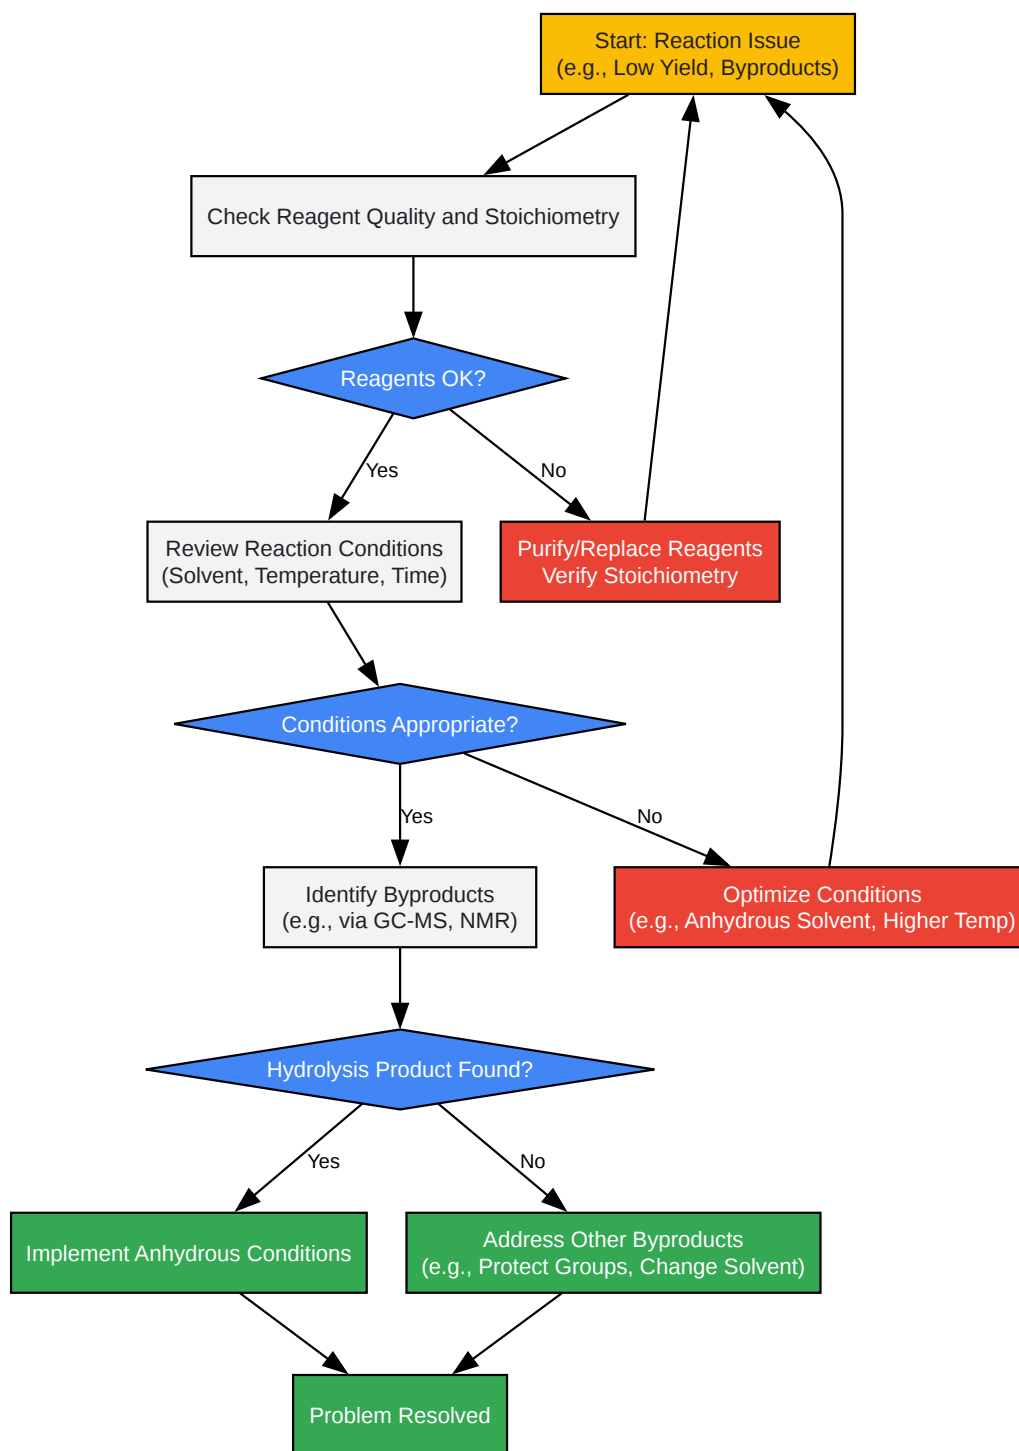 Start: Reaction Issue
(e.g., Low Yield, Byproducts)
Check Reagent Quality and Stoichiometry
Reagents OK?
Yes
No
Review Reaction Conditions
(Solvent, Temperature, Time)
Purify/Replace Reagents
Verify Stoichiometry
Conditions Appropriate?
Yes
No
Identify Byproducts
(e.g., via GC-MS, NMR)
Optimize Conditions
(e.g., Anhydrous Solvent, Higher Temp)
Hydrolysis Product Found?
Yes
No
Implement Anhydrous Conditions
Address Other Byproducts
(e.g., Protect Groups, Change Solvent)
Problem Resolved